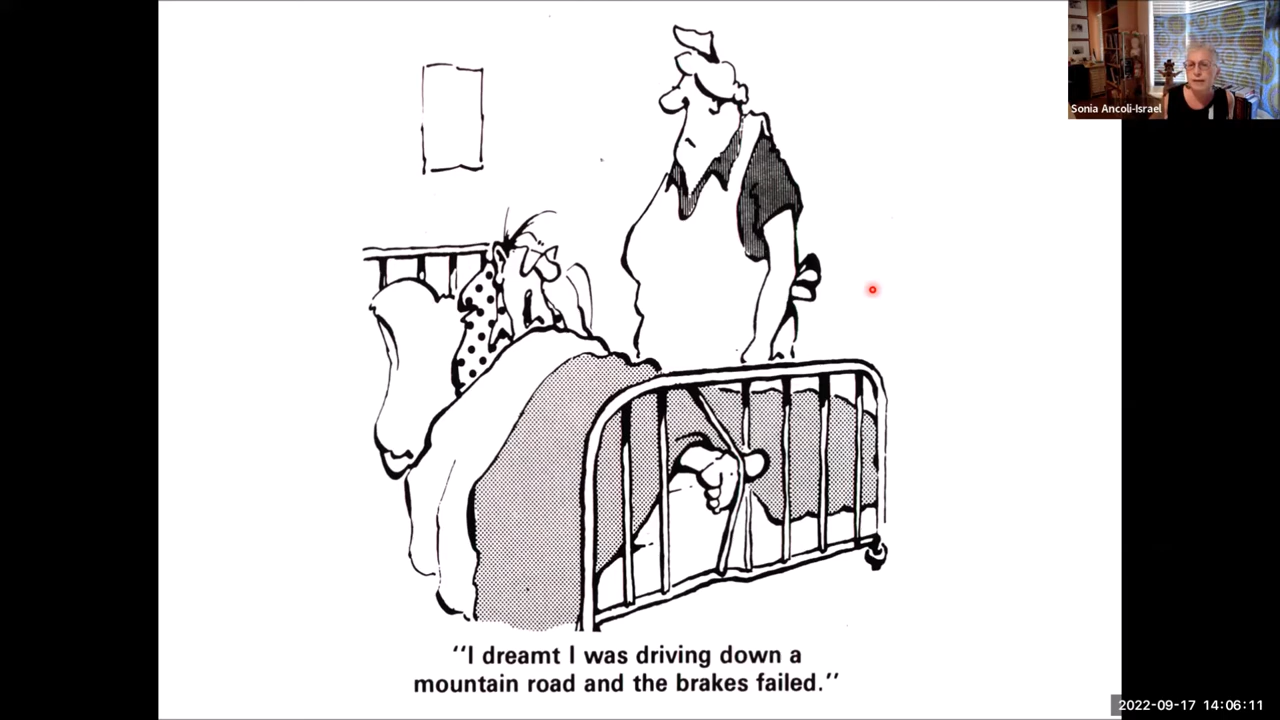 Sonia Ancoli-Israel
"I dreamt I was driving down a
mountain road and the brakes failed."
2022-09-17 14:06:11